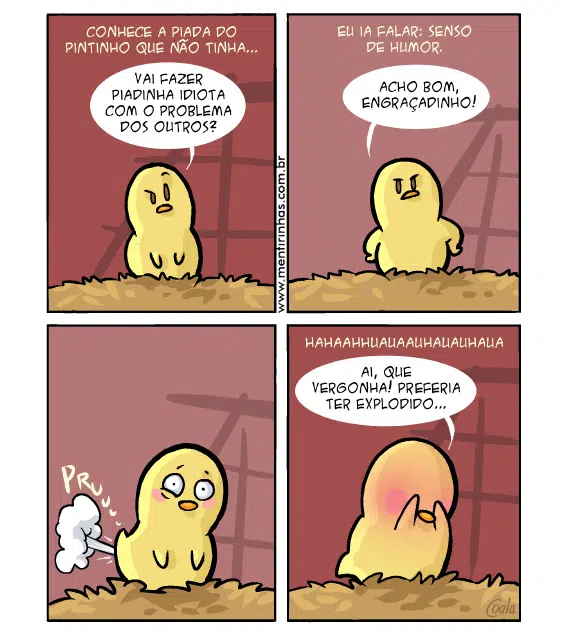 CONHECE A PIADA DO
PINTINHO QUE NÃO TINHA...
VAI FAZER
PIADINHA IDIOTA
COM O PROBLEMA
DOS OUTROS?
EU IA FALAR: SENSO
DE HUMOR.
ACHO BOM,
ENGRAÇADINHO!
www.mentirinhas.com.br
PRUUUU...
HAHAAHHUAUAAUHAUAUHAUA
AI, QUE
VERGONHA! PREFERIA
TER EXPLODIDO...
Coala